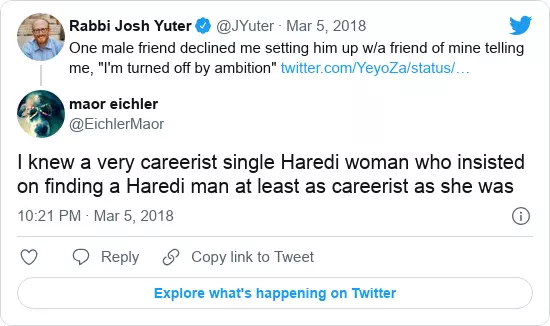 Rabbi Josh Yuter @JYuter · Mar 5, 2018
One male friend declined me setting him up w/a friend of mine telling
me, "I'm turned off by ambition" twitter.com/YeyoZa/status/…
maor eichler
@EichlerMaor
I knew a very careerist single Haredi woman who insisted
on finding a Haredi man at least as careerist as she was
10:21 PM · Mar 5, 2018
Reply Copy link to Tweet
Explore what's happening on Twitter